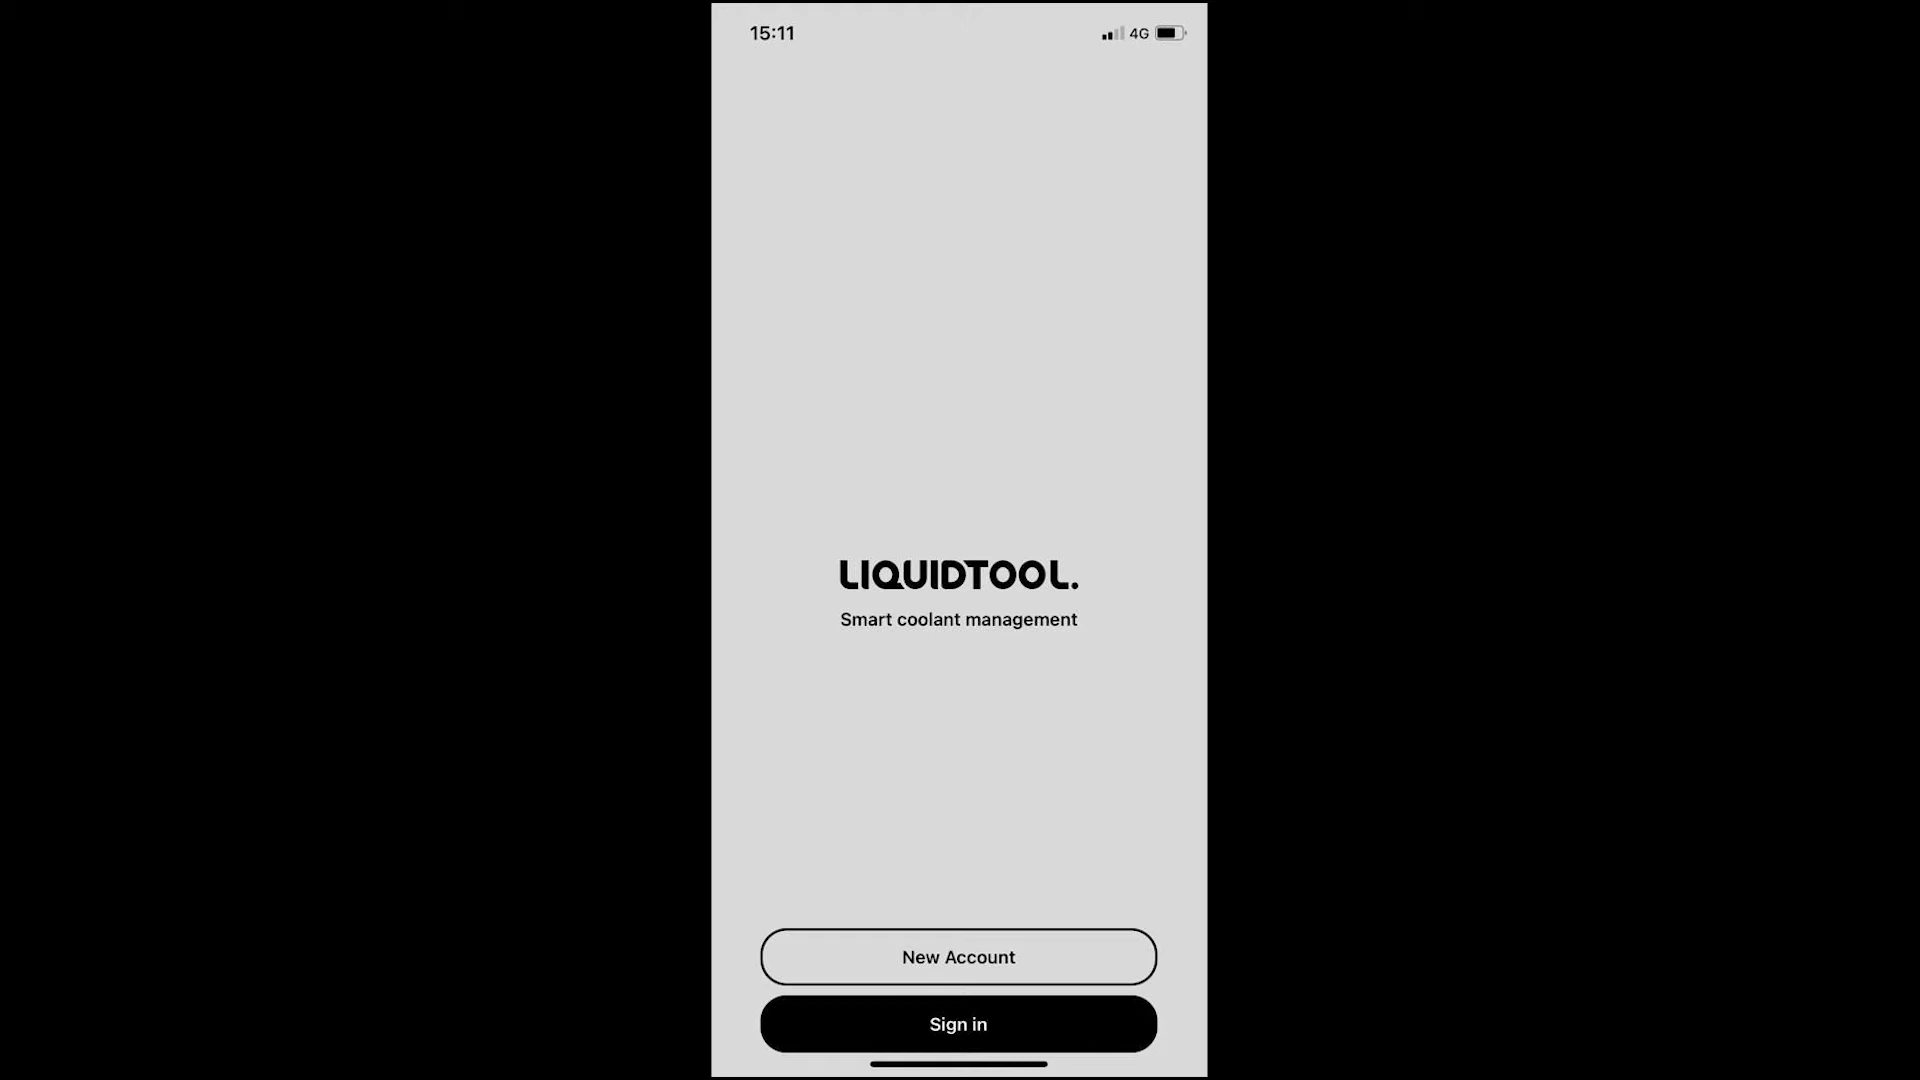 15:11
4G
LIQUIDTOOL.
Smart coolant management
New Account
Sign in